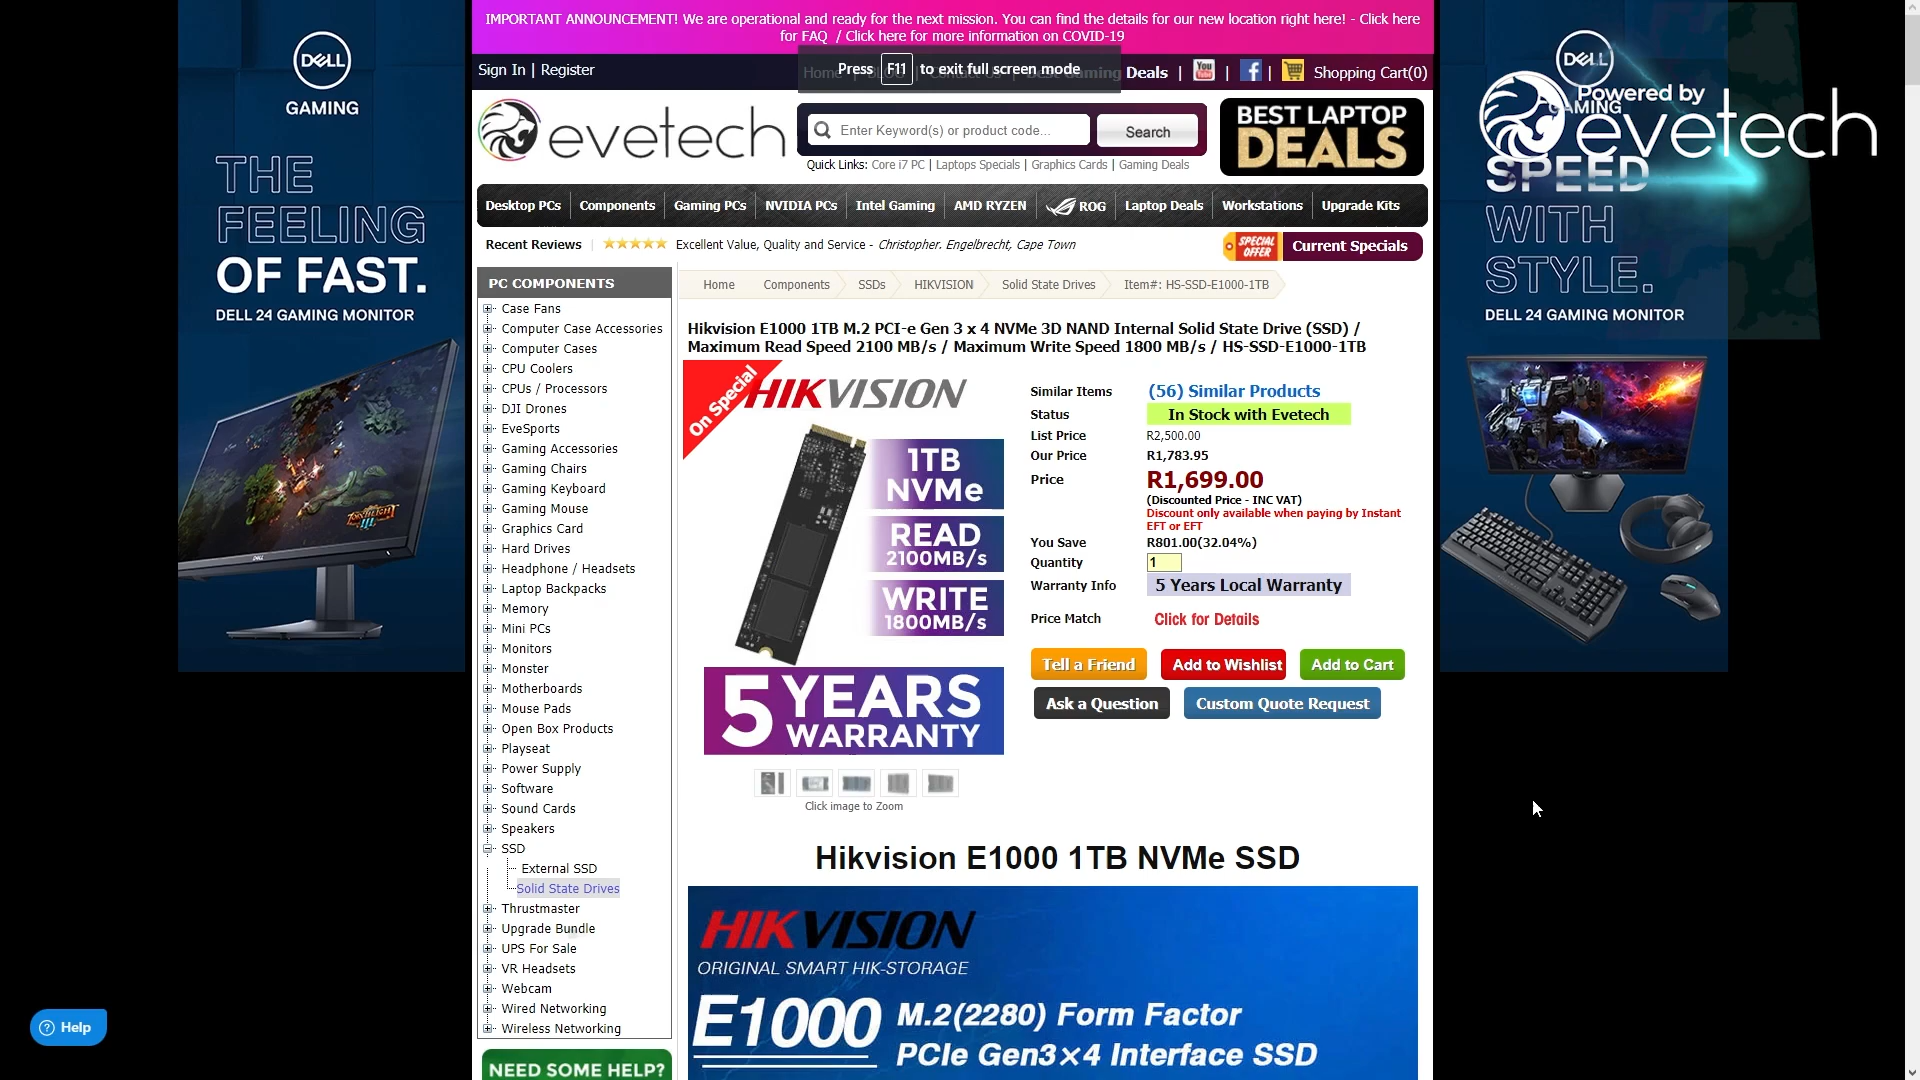 IMPORTANT ANNOUNCEMENT! We are operational and ready for the next mission. You can find the details for our new location right here! - Click here
for FAQ / Click here for more information on COVID-19
Press F11 to exit full screen mode
Sign In | Register
Home
Gaming Deals | You Tube | f | Shopping Cart(0)
DELL
GAMING
THE
FEELING
OF FAST.
DELL 24 GAMING MONITOR
evetech
Enter Keyword(s) or product code...
Search
Quick Links: Core i7 PC | Laptops Specials | Graphics Cards | Gaming Deals
BEST LAPTOP
DEALS
DELL
GAMING
Powered by
evetech
SPEED
WITH
STYLE.
DELL 24 GAMING MONITOR
Desktop PCs
Components
Gaming PCs
NVIDIA PCs
Intel Gaming
AMD RYZEN
ROG
Laptop Deals
Workstations
Upgrade Kits
Recent Reviews
Excellent Value, Quality and Service - Christopher. Engelbrecht, Cape Town
SPECIAL
OFFER
Current Specials
PC COMPONENTS
Case Fans
Computer Case Accessories
Computer Cases
CPU Coolers
CPUs / Processors
DJI Drones
EveSports
Gaming Accessories
Gaming Chairs
Gaming Keyboard
Gaming Mouse
Graphics Card
Hard Drives
Headphone / Headsets
Laptop Backpacks
Memory
Mini PCs
Monitors
Monster
Motherboards
Mouse Pads
Open Box Products
Playseat
Power Supply
Software
Sound Cards
Speakers
SSD
External SSD
Solid State Drives
Thrustmaster
Upgrade Bundle
UPS For Sale
VR Headsets
Webcam
Wired Networking
Wireless Networking
NEED SOME HELP?
Home
Components
SSDs
HIKVISION
Solid State Drives
Item#: HS-SSD-E1000-1TB
Hikvision E1000 1TB M.2 PCI-e Gen 3 x 4 NVMe 3D NAND Internal Solid State Drive (SSD) /
Maximum Read Speed 2100 MB/s / Maximum Write Speed 1800 MB/s / HS-SSD-E1000-1TB
On Special
HIKVISION
1TB
NVMe
READ
2100MB/s
WRITE
1800MB/s
5 YEARS
WARRANTY
Click image to Zoom
Similar Items (56) Similar Products
Status In Stock with Evetech
List Price R2,500.00
Our Price R1,783.95
Price R1,699.00
(Discounted Price - INC VAT)
Discount only available when paying by Instant
EFT or EFT
You Save R801.00(32.04%)
Quantity 1
Warranty Info 5 Years Local Warranty
Price Match Click for Details
Tell a Friend
Add to Wishlist
Add to Cart
Ask a Question
Custom Quote Request
Hikvision E1000 1TB NVMe SSD
HIKVISION
ORIGINAL SMART HIK-STORAGE
E1000
M.2(2280) Form Factor
PCIe Gen3×4 Interface SSD
Help